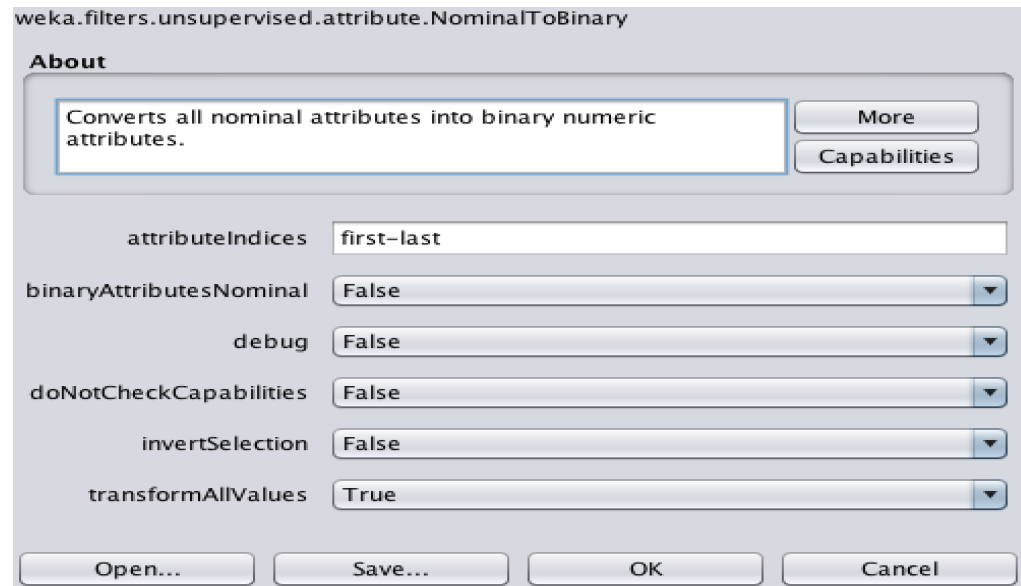 weka.filters.unsupervised.attribute.NominalToBinary
About
Converts all nominal attributes into binary numeric
attributes.
More
Capabilities
attributeIndices first-last
binaryAttributesNominal False
debug False
doNotCheckCapabilities False
invertSelection False
transformAllValues True
Open... Save... OK Cancel